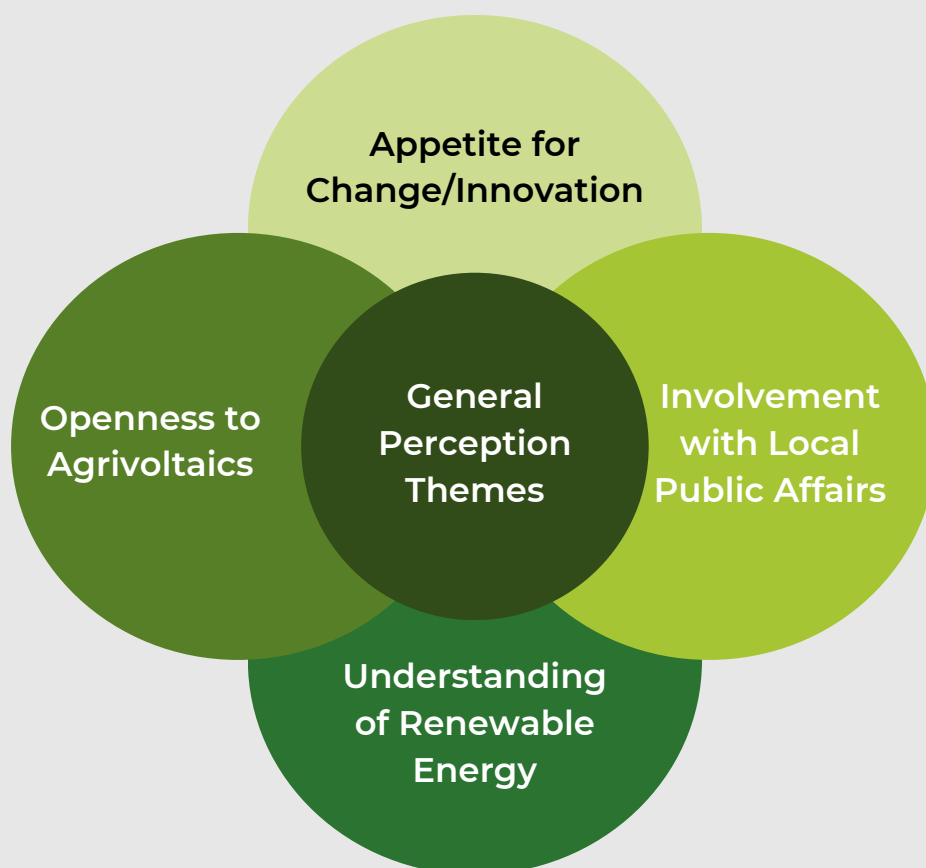 Appetite for
Change/Innovation
Openness to
Agrivoltaics
General
Perception
Themes
Involvement
with Local
Public Affairs
Understanding
of Renewable
Energy